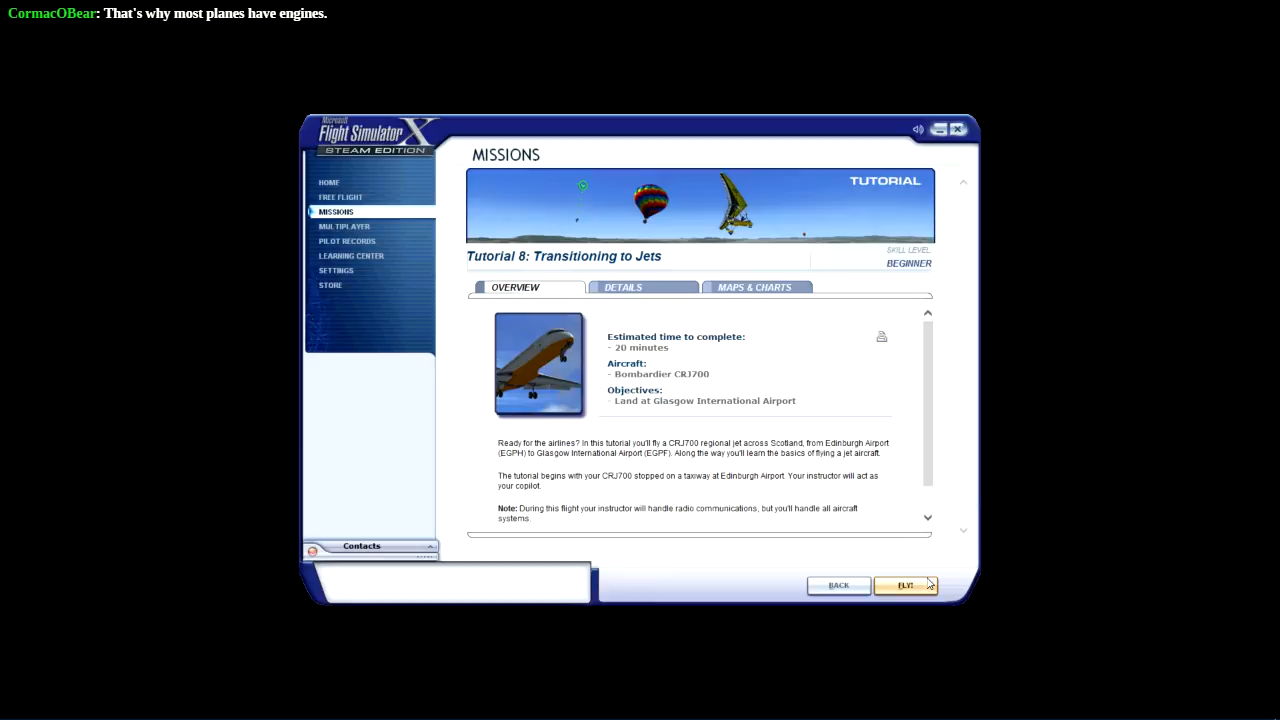 CormacOBear: That's why most planes have engines.
Microsoft
Flight Simulator X
STEAM EDITION
HOME
FREE FLIGHT
MISSIONS
MULTIPLAYER
PILOT RECORDS
LEARNING CENTER
SETTINGS
STORE
Contacts
MISSIONS
TUTORIAL
Tutorial 8: Transitioning to Jets
SKILL LEVEL
BEGINNER
OVERVIEW
DETAILS
MAPS & CHARTS
Estimated time to complete:
- 20 minutes
Aircraft:
- Bombardier CRJ700
Objectives:
- Land at Glasgow International Airport
Ready for the airlines? In this tutorial you'll fly a CRJ700 regional jet across Scotland, from Edinburgh Airport
(EGPH) to Glasgow International Airport (EGPF). Along the way you'll learn the basics of flying a jet aircraft.
The tutorial begins with your CRJ700 stopped on a taxiway at Edinburgh Airport. Your instructor will act as
your copilot.
Note: During this flight your instructor will handle radio communications, but you'll handle all aircraft
systems.
BACK
FLY!